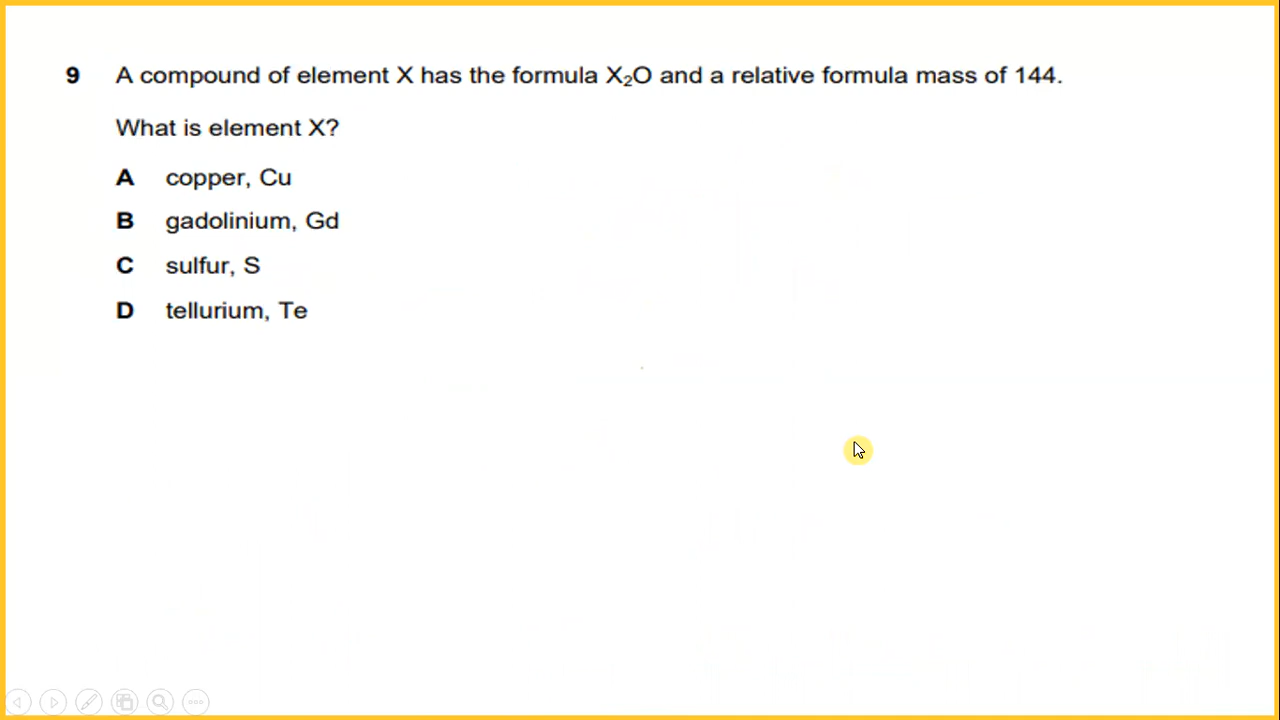 9 A compound of element X has the formula X₂O and a relative formula mass of 144.
What is element X?
A copper, Cu
B gadolinium, Gd
C sulfur, S
D tellurium, Te